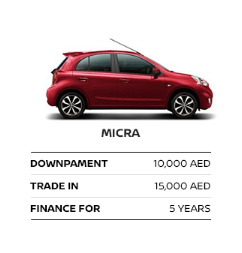 MICRA
DOWNPAMENT 10,000 AED
TRADE IN 15,000 AED
FINANCE FOR 5 YEARS